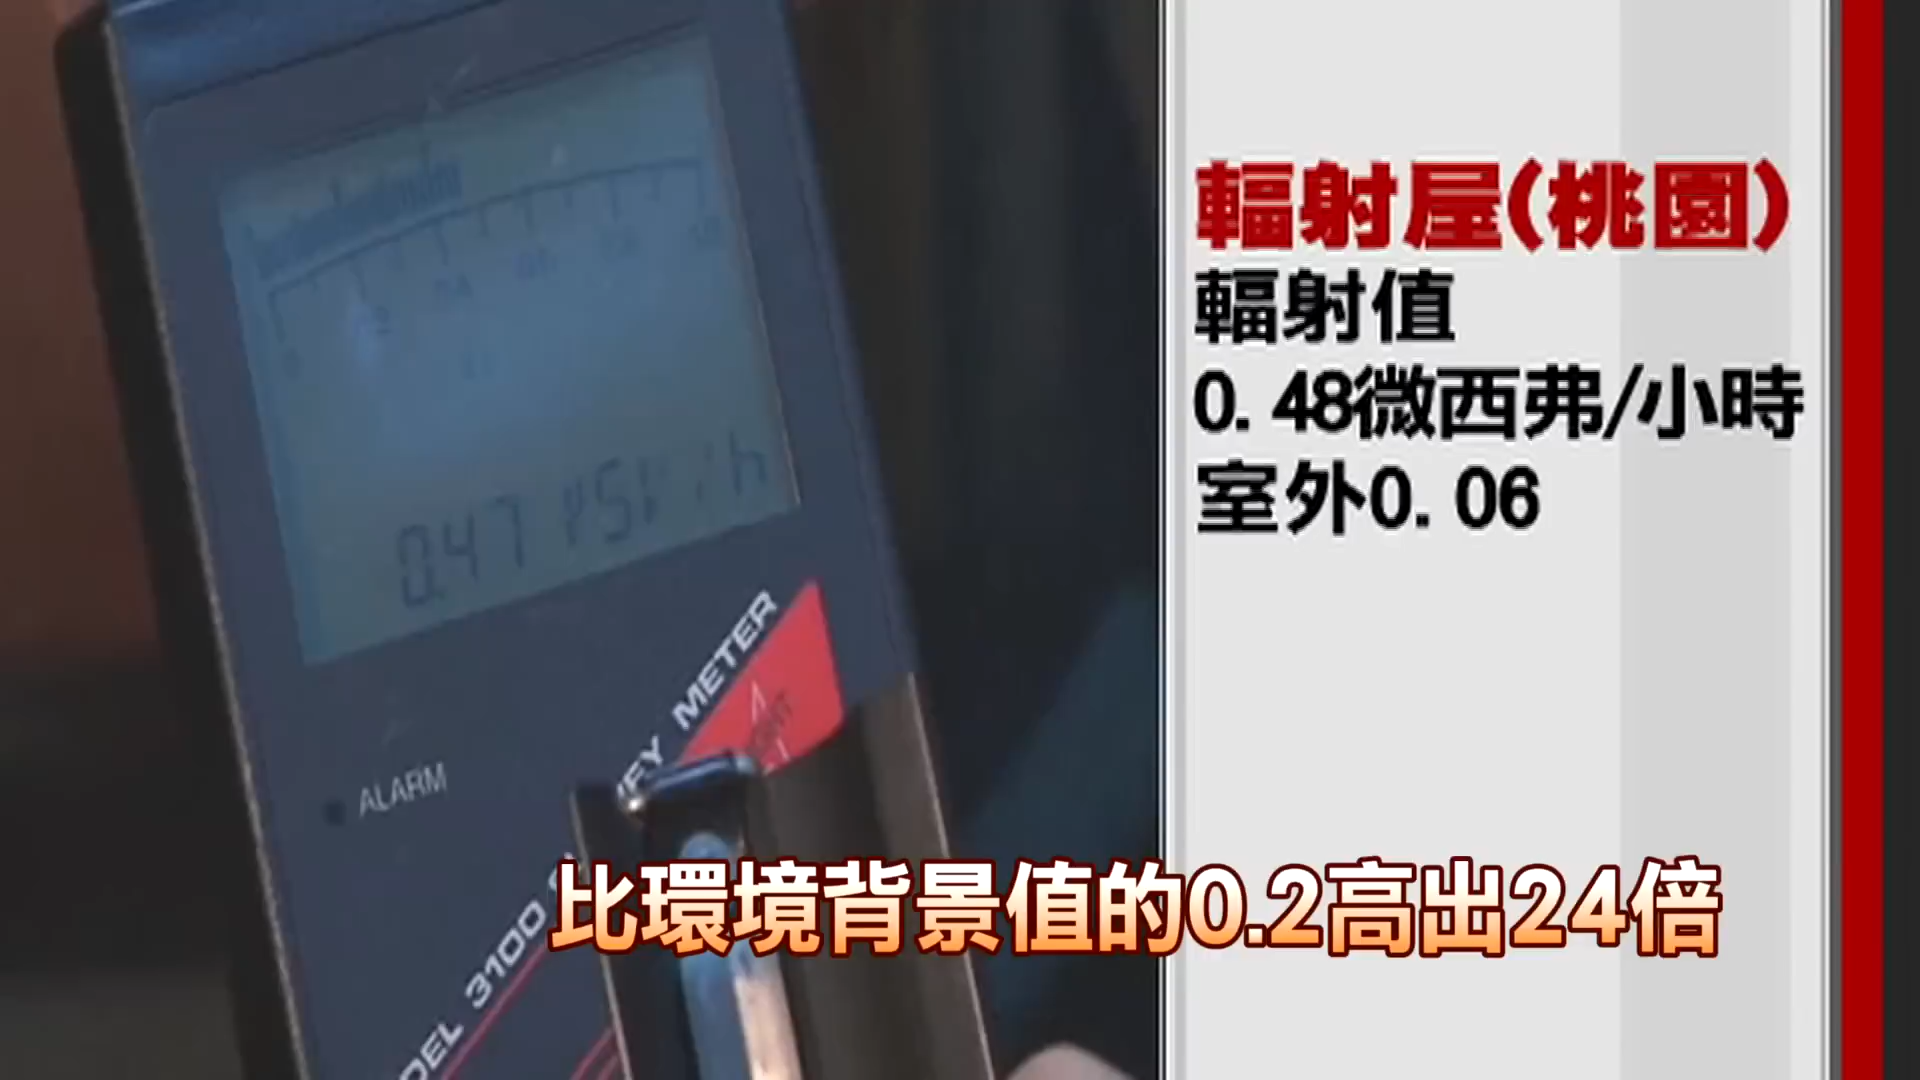 0.47 μSv/h
ALARM
METER
MODEL 3100
輻射屋(桃園)
輻射值
0.48微西弗/小時
室外0.06
比環境背景值的0.2高出24倍